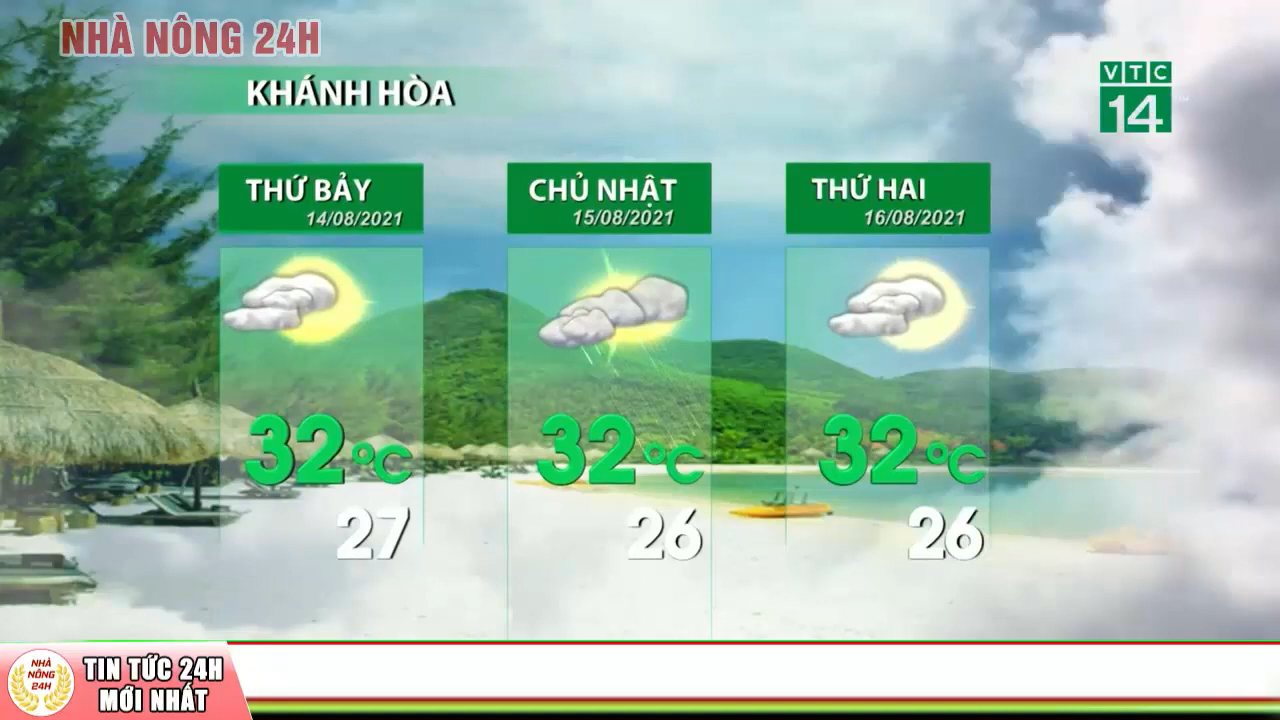 NHÀ NÔNG 24H
KHÁNH HÒA
VTC
14
THỨ BẢY
14/08/2021
CHỦ NHẬT
15/08/2021
THỨ HAI
16/08/2021
32°C
32°C
32°C
27
26
26
NHÀ
NÔNG
24H
TIN TỨC 24H
MỚI NHẤT